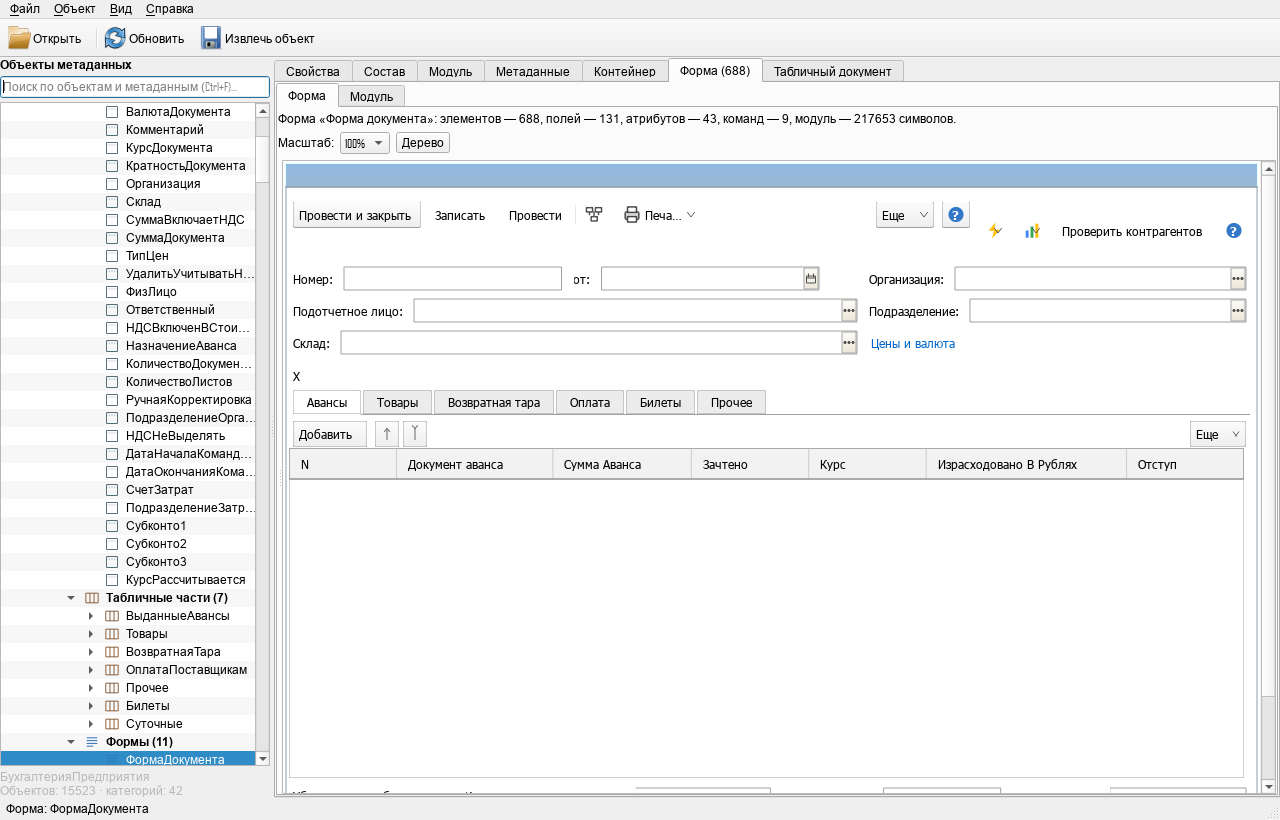 Файл Объект Вид Справка
Открыть Обновить Извлечь объект
Объекты метаданных
Поиск по объектам и метаданным (Ctrl+F)...
ВалютаДокумента
Комментарий
КурсДокумента
КратностьДокумента
Организация
Склад
СуммаВключаетНДС
СуммаДокумента
ТипЦен
УдалитьУчитыватьН...
ФизЛицо
Ответственный
НДСВключенВСтои...
НазначениеАванса
КоличествоДокумен...
КоличествоЛистов
РучнаяКорректировка
ПодразделениеОрга...
НДСНеВыделять
ДатаНачалаКоманд...
ДатаОкончанияКома...
СчетЗатрат
ПодразделениеЗатр...
Субконто1
Субконто2
Субконто3
КурсРассчитывается
Табличные части (7)
ВыданныеАвансы
Товары
ВозвратнаяТара
ОплатаПоставщикам
Прочее
Билеты
Суточные
Формы (11)
ФормаДокумента
БухгалтерияПредприятия
Объектов: 15523 · категорий: 42
Форма: ФормаДокумента
Свойства Состав Модуль Метаданные Контейнер Форма (688) Табличный документ
Форма Модуль
Форма «Форма документа»: элементов — 688, полей — 131, атрибутов — 43, команд — 9, модуль — 217653 символов.
Масштаб: 100% Дерево
Провести и закрыть Записать Провести Печа... Еще ?
Проверить контрагентов ?
Номер: от: Организация:
Подотчетное лицо: Подразделение:
Склад: Цены и валюта
X
Авансы Товары Возвратная тара Оплата Билеты Прочее
Добавить Еще
N Документ аванса Сумма Аванса Зачтено Курс Израсходовано В Рублях Отступ